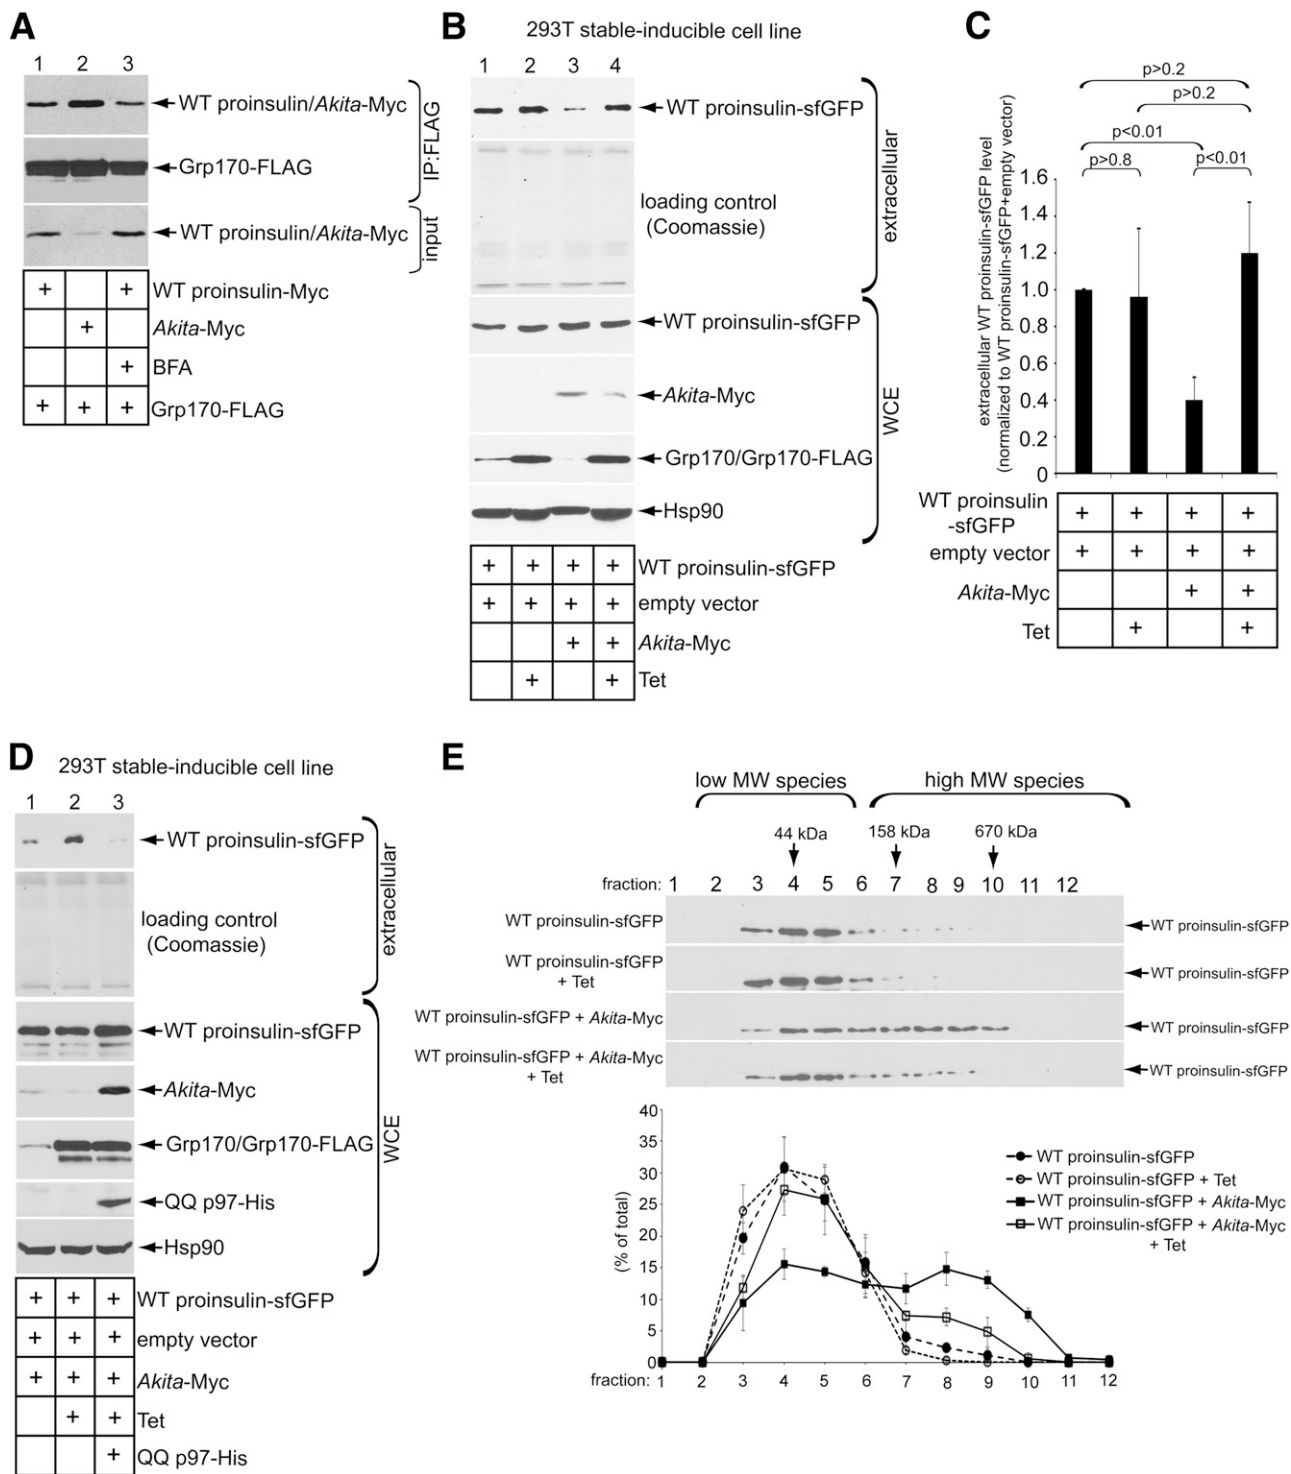 A
1 2 3
WT proinsulin/Akita-Myc
Grp170-FLAG
IP:FLAG
WT proinsulin/Akita-Myc
input
+ + WT proinsulin-Myc
+ Akita-Myc
+ BFA
+ + + Grp170-FLAG
B
293T stable-inducible cell line
1 2 3 4
WT proinsulin-sfGFP
loading control
(Coomassie)
extracellular
WT proinsulin-sfGFP
Akita-Myc
Grp170/Grp170-FLAG
Hsp90
WCE
+ + + + WT proinsulin-sfGFP
+ + + + empty vector
+ + Akita-Myc
+ + Tet
C
p>0.2
p>0.2
p<0.01
p>0.8 p<0.01
extracellular WT proinsulin-sfGFP level
(normalized to WT proinsulin-sfGFP+empty vector)
1.6
1.4
1.2
1.0
0.8
0.6
0.4
0.2
0
WT proinsulin
-sfGFP + + + +
empty vector + + + +
Akita-Myc + +
Tet + +
D
293T stable-inducible cell line
1 2 3
WT proinsulin-sfGFP
loading control
(Coomassie)
extracellular
WT proinsulin-sfGFP
Akita-Myc
Grp170/Grp170-FLAG
QQ p97-His
Hsp90
WCE
+ + + WT proinsulin-sfGFP
+ + + empty vector
+ + + Akita-Myc
+ + Tet
+ QQ p97-His
E
low MW species high MW species
44 kDa 158 kDa 670 kDa
fraction: 1 2 3 4 5 6 7 8 9 10 11 12
WT proinsulin-sfGFP WT proinsulin-sfGFP
WT proinsulin-sfGFP
+ Tet
WT proinsulin-sfGFP
WT proinsulin-sfGFP + Akita-Myc WT proinsulin-sfGFP
WT proinsulin-sfGFP + Akita-Myc
+ Tet
WT proinsulin-sfGFP
(% of total)
40
35
30
25
20
15
10
5
0
WT proinsulin-sfGFP
WT proinsulin-sfGFP + Tet
WT proinsulin-sfGFP + Akita-Myc
WT proinsulin-sfGFP + Akita-Myc
+ Tet
fraction: 1 2 3 4 5 6 7 8 9 10 11 12